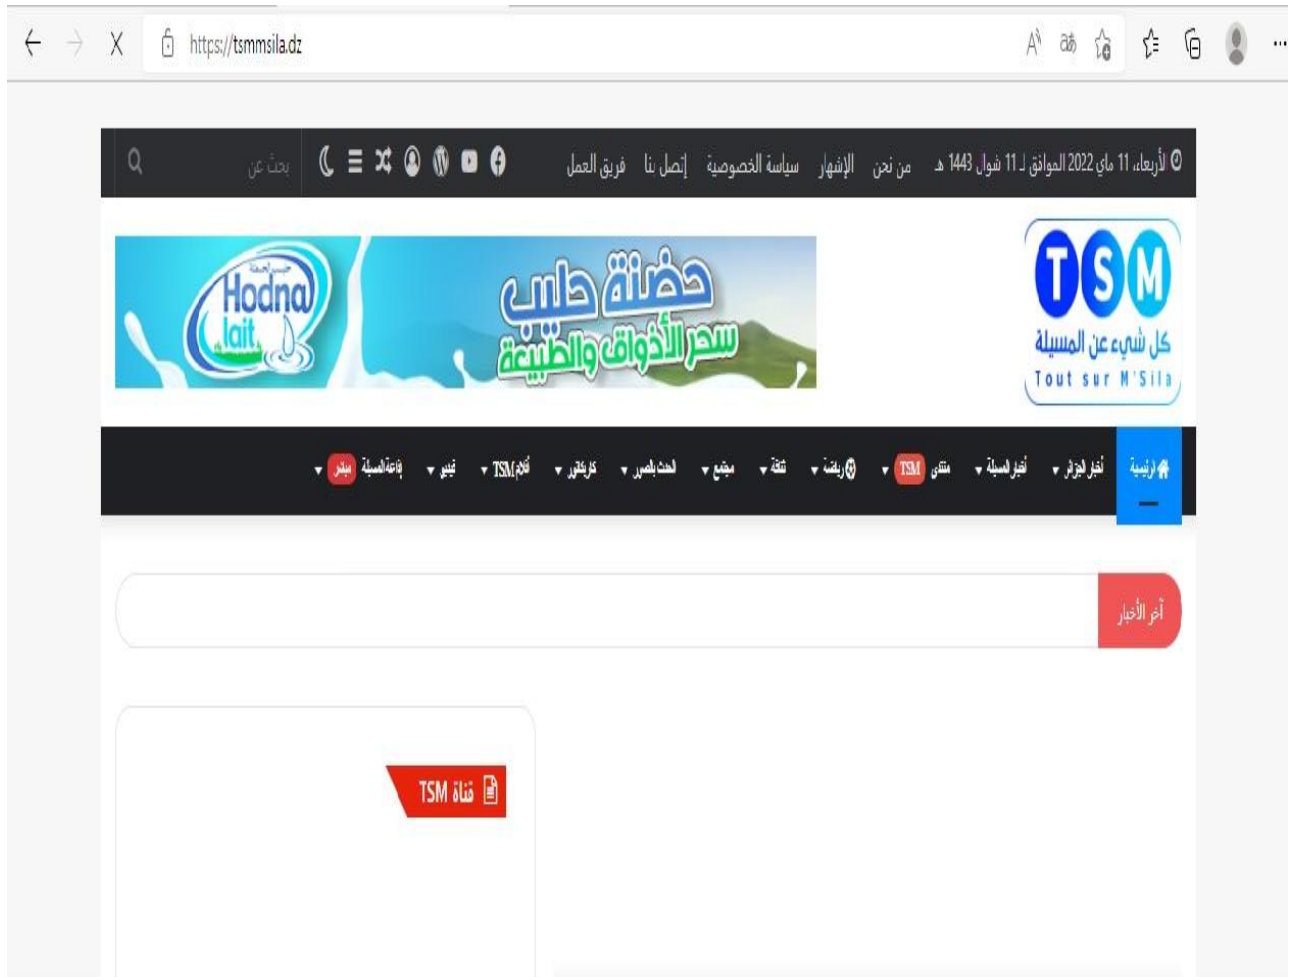 https://tsmmsila.dz
الأربعاء، 11 ماي 2022 الموافق لـ 11 شوال 1443 هـ من نحن الإشهار سياسة الخصوصية إتصل بنا فريق العمل بحث عن
TSM
كل شيء عن المسيلة
Tout sur M'Sila
حضنة حليب
سحر الأذواق والطبيعة
Hodna
lait
الرئيسية أخبار الجزائر أخبار المسيلة منتدى TSM رياضة ثقافة مجتمع الحدث بالصور كاريكاتور أقلام TSM فيديو إذاعة المسيلة مباشر
آخر الأخبار
قناة TSM